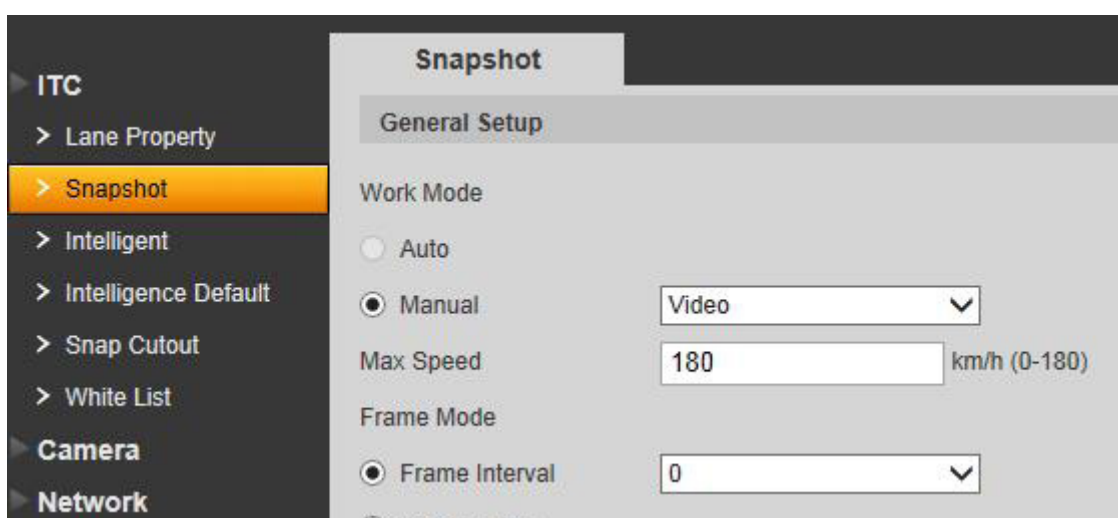 ITC
> Lane Property
> Snapshot
> Intelligent
> Intelligence Default
> Snap Cutout
> White List
Camera
Network
Snapshot
General Setup
Work Mode
Auto
Manual Video
Max Speed 180 km/h (0-180)
Frame Mode
Frame Interval 0